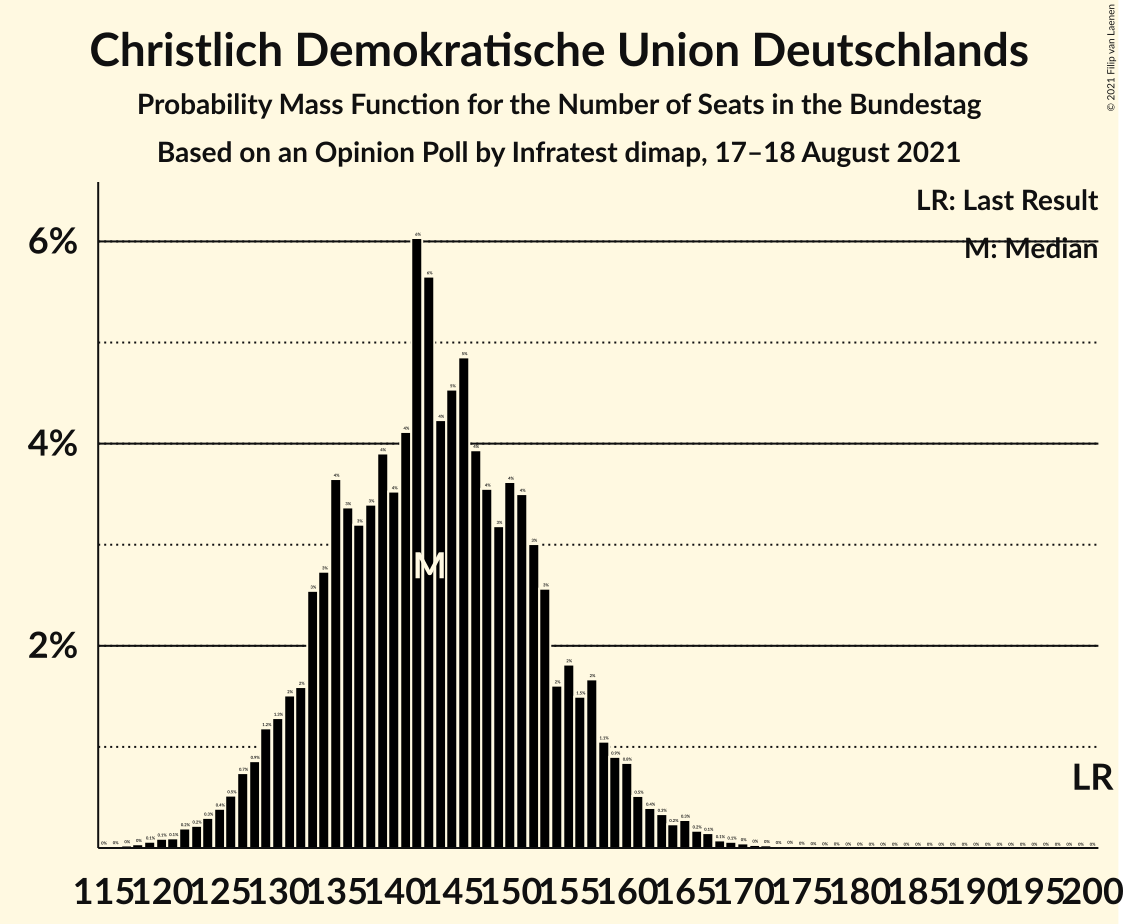 Christlich Demokratische Union Deutschlands
Probability Mass Function for the Number of Seats in the Bundestag
Based on an Opinion Poll by Infratest dimap, 17–18 August 2021
© 2021 Filip van Laenen
LR: Last Result
M: Median
6%
4%
2%
M
LR
115 120 125 130 135 140 145 150 155 160 165 170 175 180 185 190 195 200